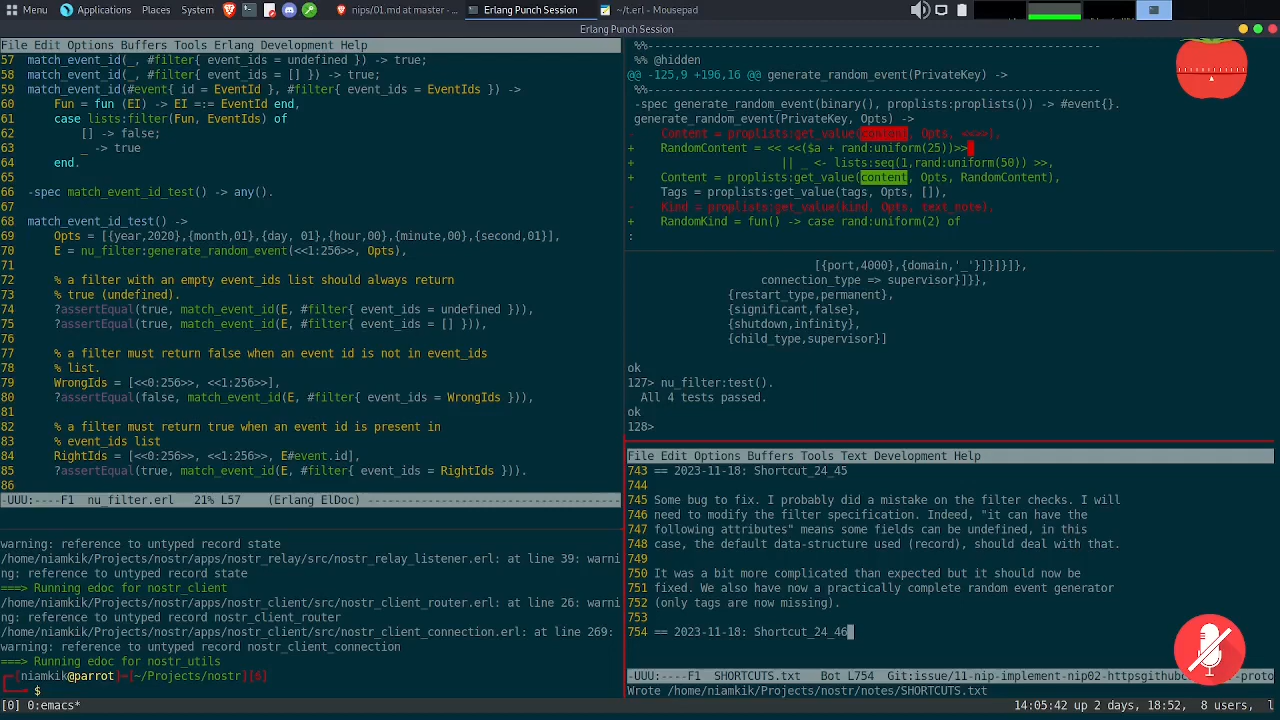 Menu Applications Places System nips/01.md at master - ... Erlang Punch Session ~/t.erl - Mousepad
Erlang Punch Session
File Edit Options Buffers Tools Erlang Development Help
57 match_event_id(_, #filter{ event_ids = undefined }) -> true;
58 match_event_id(_, #filter{ event_ids = [] }) -> true;
59 match_event_id(#event{ id = EventId }, #filter{ event_ids = EventIds }) ->
60 Fun = fun (EI) -> EI =:= EventId end,
61 case lists:filter(Fun, EventIds) of
62 [] -> false;
63 _ -> true
64 end.
65
66 -spec match_event_id_test() -> any().
67
68 match_event_id_test() ->
69 Opts = [{year,2020},{month,01},{day, 01},{hour,00},{minute,00},{second,01}],
70 E = nu_filter:generate_random_event(<<1:256>>, Opts),
71
72 % a filter with an empty event_ids list should always return
73 % true (undefined).
74 ?assertEqual(true, match_event_id(E, #filter{ event_ids = undefined })),
75 ?assertEqual(true, match_event_id(E, #filter{ event_ids = [] })),
76
77 % a filter must return false when an event id is not in event_ids
78 % list.
79 WrongIds = [<<0:256>>, <<1:256>>],
80 ?assertEqual(false, match_event_id(E, #filter{ event_ids = WrongIds })),
81
82 % a filter must return true when an event id is present in
83 % event_ids list
84 RightIds = [<<0:256>>, <<1:256>>, E#event.id],
85 ?assertEqual(true, match_event_id(E, #filter{ event_ids = RightIds })).
86
-UUU:----F1 nu_filter.erl 21% L57 (Erlang ElDoc) ------------------------------------
warning: reference to untyped record state
/home/niamkik/Projects/nostr/apps/nostr_relay/src/nostr_relay_listener.erl: at line 39: warni
ng: reference to untyped record state
===> Running edoc for nostr_client
/home/niamkik/Projects/nostr/apps/nostr_client/src/nostr_client_router.erl: at line 26: warni
ng: reference to untyped record nostr_client_router
/home/niamkik/Projects/nostr/apps/nostr_client/src/nostr_client_connection.erl: at line 269:
warning: reference to untyped record nostr_client_connection
===> Running edoc for nostr_utils
[niamkik@parrot]─[~/Projects/nostr][6]
$
%%--------------------------------------------------------------------
%% @hidden
@@ -125,9 +196,16 @@ generate_random_event(PrivateKey) ->
%%--------------------------------------------------------------------
-spec generate_random_event(binary(), proplists:proplists()) -> #event{}.
generate_random_event(PrivateKey, Opts) ->
- Content = proplists:get_value(content, Opts, <<>>),
+ RandomContent = << <<($a + rand:uniform(25))>>
+ || _ <- lists:seq(1,rand:uniform(50)) >>,
+ Content = proplists:get_value(content, Opts, RandomContent),
Tags = proplists:get_value(tags, Opts, []),
- Kind = proplists:get_value(kind, Opts, text_note),
+ RandomKind = fun() -> case rand:uniform(2) of
:
[{port,4000},{domain,'_'}]}]}]},
connection_type => supervisor}]}},
{restart_type,permanent},
{significant,false},
{shutdown,infinity},
{child_type,supervisor}]
ok
127> nu_filter:test().
All 4 tests passed.
ok
128>
File Edit Options Buffers Tools Text Development Help
743 == 2023-11-18: Shortcut_24_45
744
745 Some bug to fix. I probably did a mistake on the filter checks. I will
746 need to modify the filter specification. Indeed, "it can have the
747 following attributes" means some fields can be undefined, in this
748 case, the default data-structure used (record), should deal with that.
749
750 It was a bit more complicated than expected but it should now be
751 fixed. We also have now a practically complete random event generator
752 (only tags are now missing).
753
754 == 2023-11-18: Shortcut_24_46
-UUU:----F1 SHORTCUTS.txt Bot L754 Git:issue/11-nip-implement-nip02-httpsgithubc
Wrote /home/niamkik/Projects/nostr/notes/SHORTCUTS.txt
[0] 0:emacs* 14:05:42 up 2 days, 18:52, 8 users, l